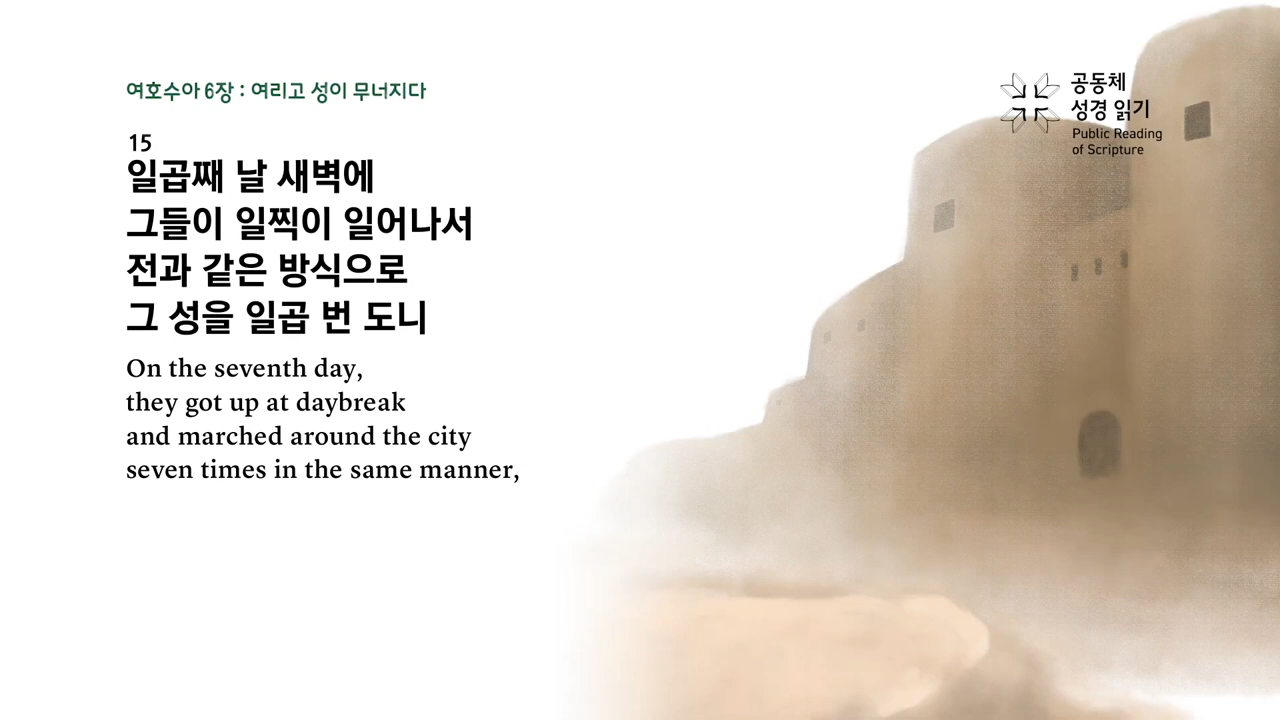 여호수아 6장 : 여리고 성이 무너지다
공동체
성경 읽기
Public Reading
of Scripture
15
일곱째 날 새벽에
그들이 일찍이 일어나서
전과 같은 방식으로
그 성을 일곱 번 도니
On the seventh day,
they got up at daybreak
and marched around the city
seven times in the same manner,